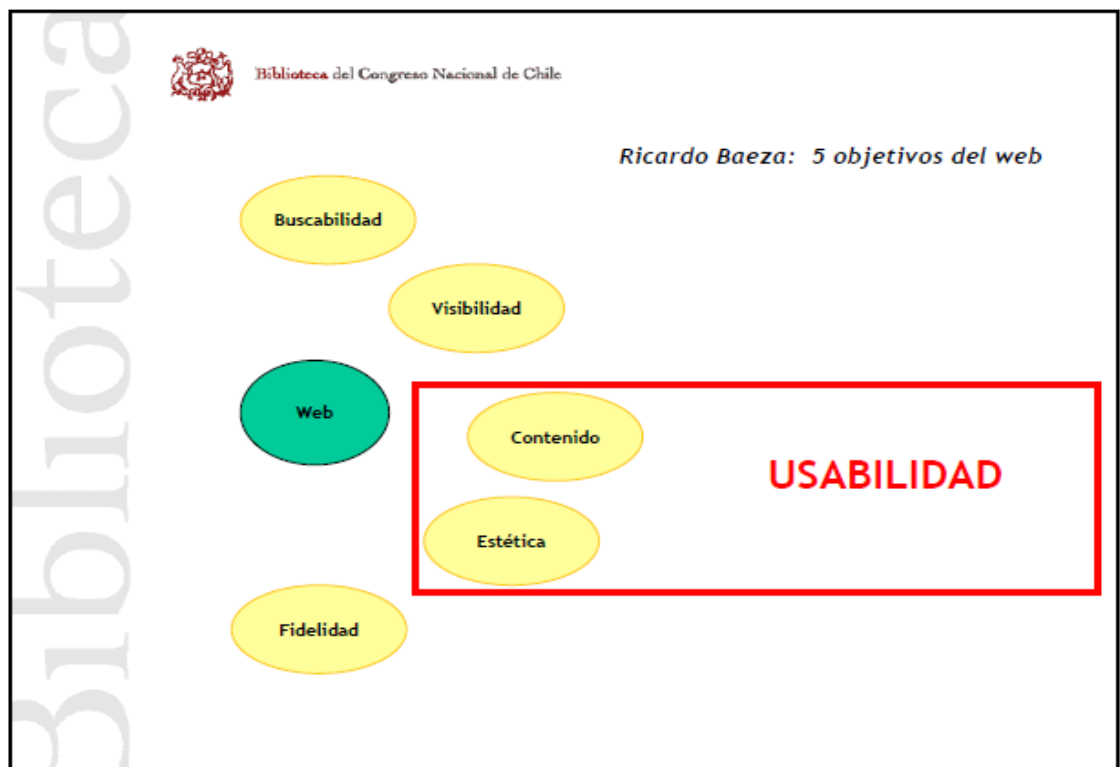 Biblioteca
Biblioteca del Congreso Nacional de Chile
Ricardo Baeza: 5 objetivos del web
Buscabilidad
Visibilidad
Web
Contenido
USABILIDAD
Estética
Fidelidad